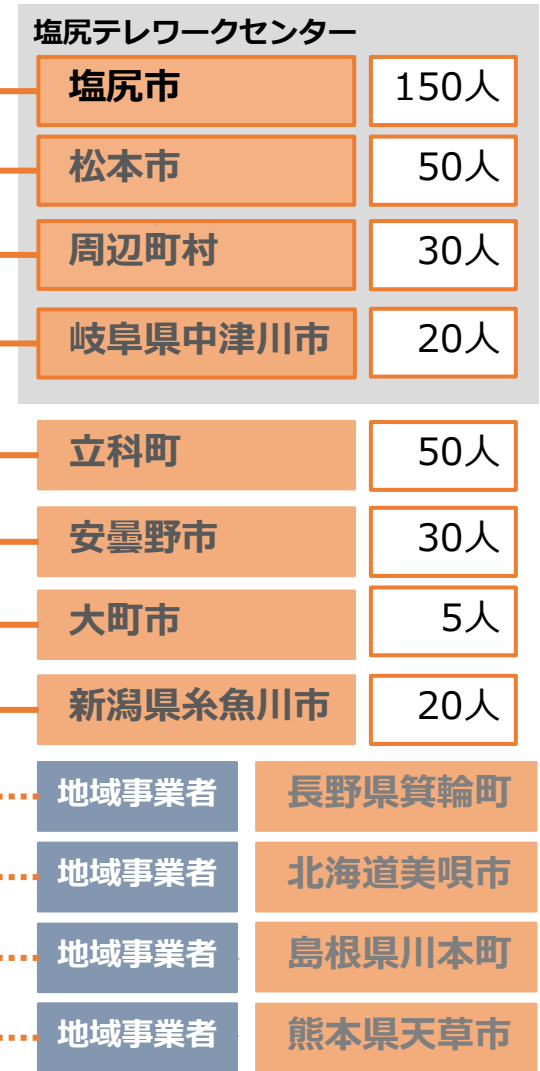 塩尻テレワークセンター
塩尻市 150人
松本市 50人
周辺町村 30人
岐阜県中津川市 20人
立科町 50人
安曇野市 30人
大町市 5人
新潟県糸魚川市 20人
地域事業者 長野県箕輪町
地域事業者 北海道美唄市
地域事業者 島根県川本町
地域事業者 熊本県天草市